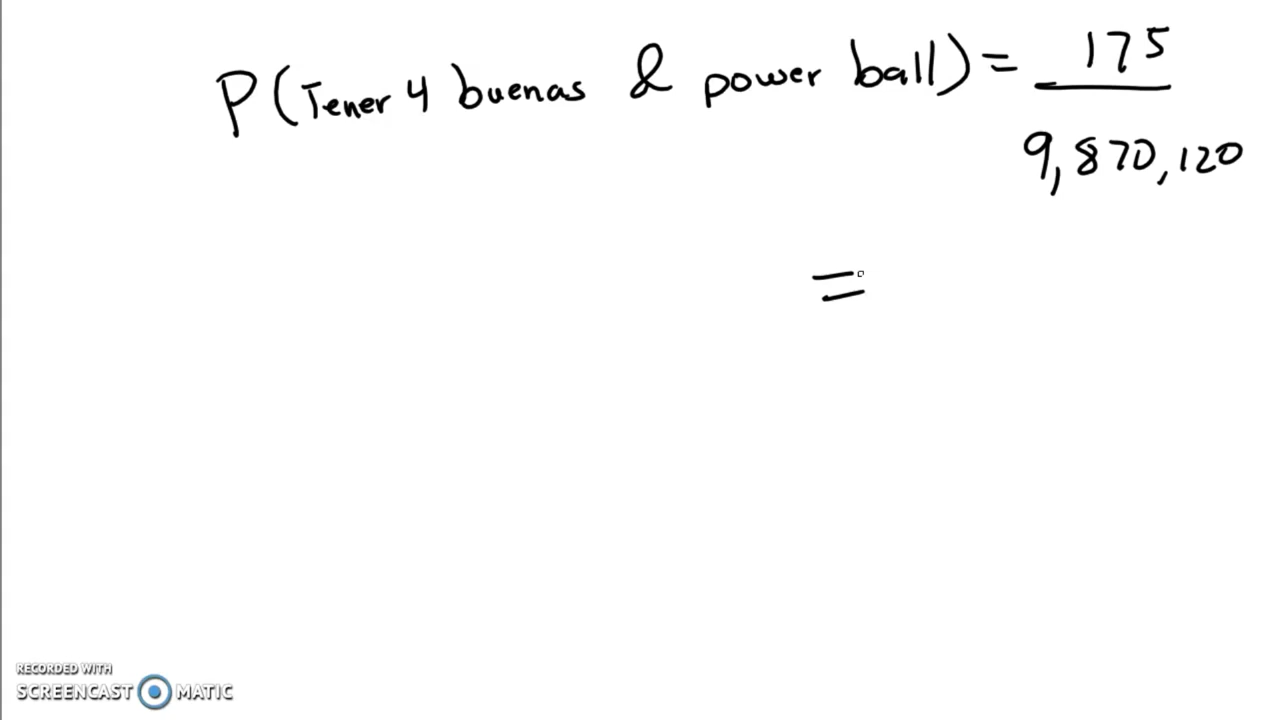 P(Tener 4 buenas & power ball) = 175
9,870,120
=
RECORDED WITH
SCREENCAST MATIC